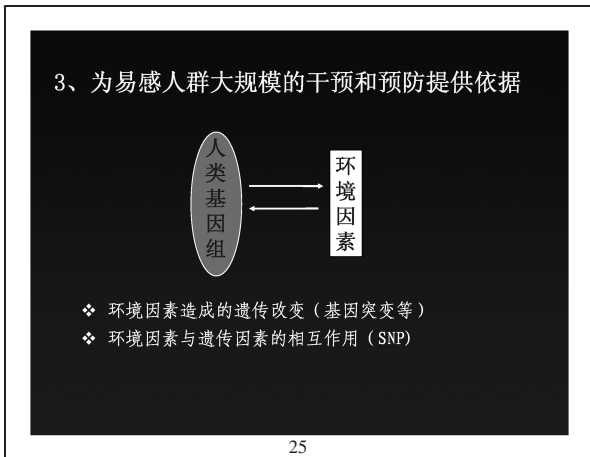 3、为易感人群大规模的干预和预防提供依据
人类基因组
环境因素
❖ 环境因素造成的遗传改变（基因突变等）
❖ 环境因素与遗传因素的相互作用（SNP）
25